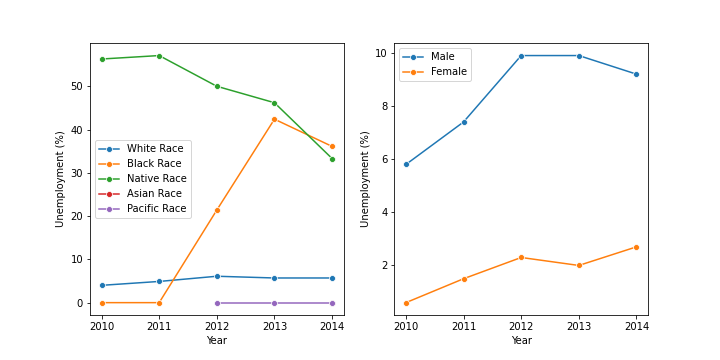 Unemployment (%)
50
40
30
20
10
0
White Race
Black Race
Native Race
Asian Race
Pacific Race
2010 2011 2012 2013 2014
Year
Unemployment (%)
10
8
6
4
2
Male
Female
2010 2011 2012 2013 2014
Year